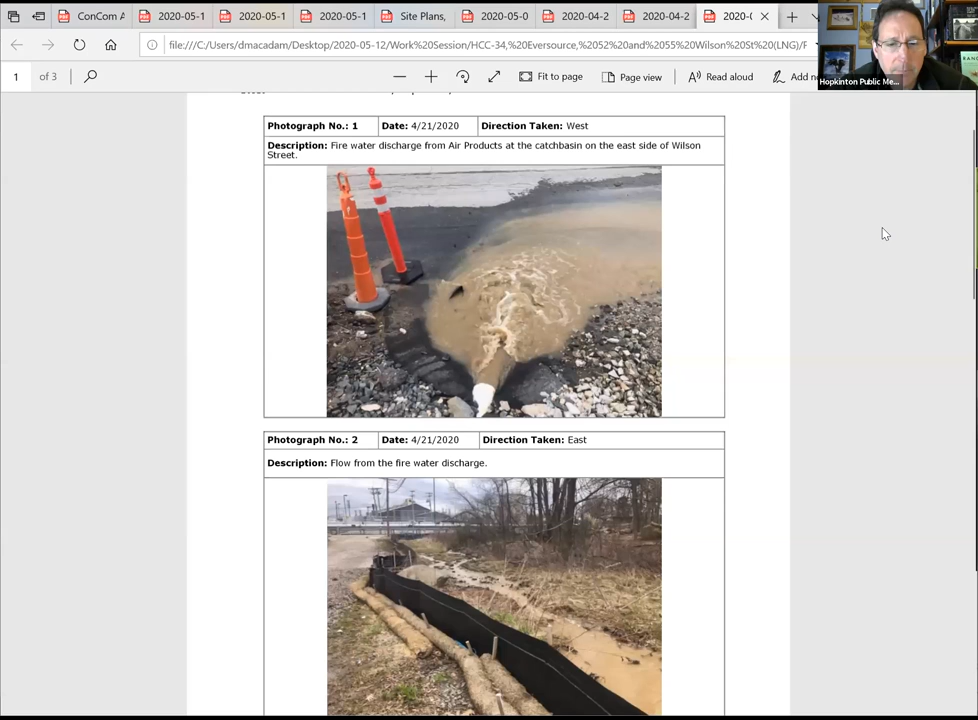 ConCom A
2020-05-1
2020-05-1
2020-05-1
Site Plans,
2020-05-0
2020-04-2
2020-04-2
2020-0
file:///C:/Users/dmacadam/Desktop/2020-05-12/Work%20Session/HCC-34,%20Eversource,%2052%20and%2055%20Wilson%20St%20(LNG)/F
1 of 3
Fit to page
Page view
Read aloud
Add no
Hopkinton Public Me...
Photograph No.: 1
Date: 4/21/2020
Direction Taken: West
Description: Fire water discharge from Air Products at the catchbasin on the east side of Wilson
Street.
Photograph No.: 2
Date: 4/21/2020
Direction Taken: East
Description: Flow from the fire water discharge.